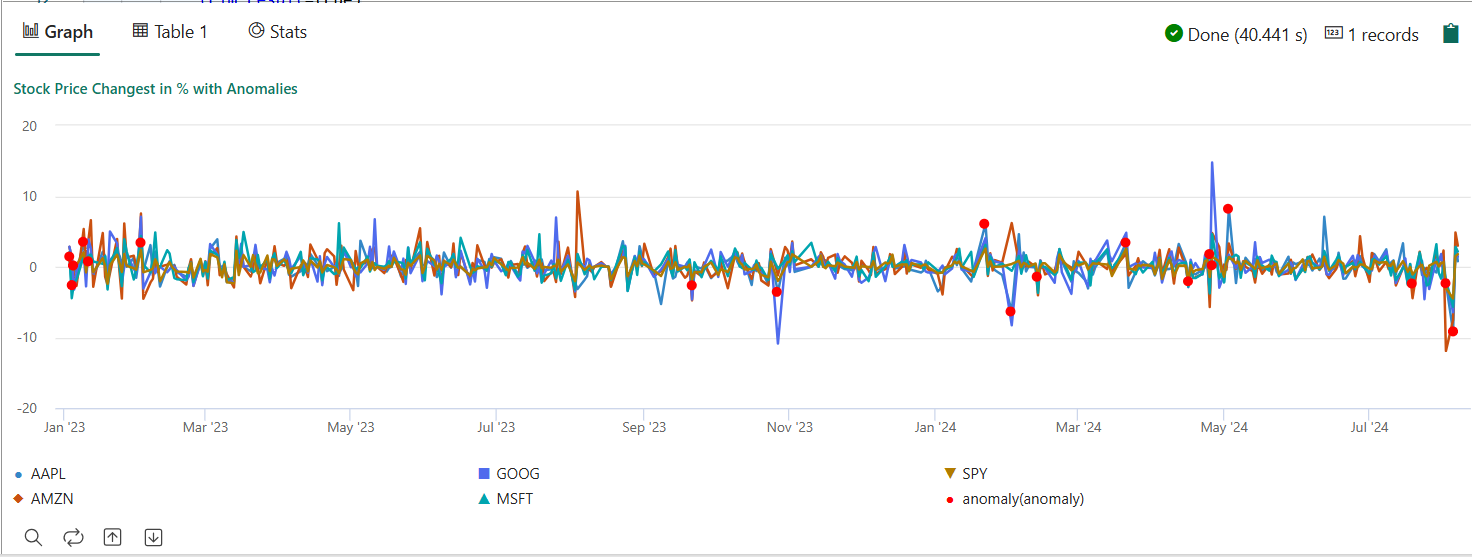 Graph Table 1 Stats Done (40.441 s) 123 1 records
Stock Price Changest in % with Anomalies
20
10
0
-10
-20
Jan '23 Mar '23 May '23 Jul '23 Sep '23 Nov '23 Jan '24 Mar '24 May '24 Jul '24
AAPL GOOG SPY
AMZN MSFT anomaly(anomaly)